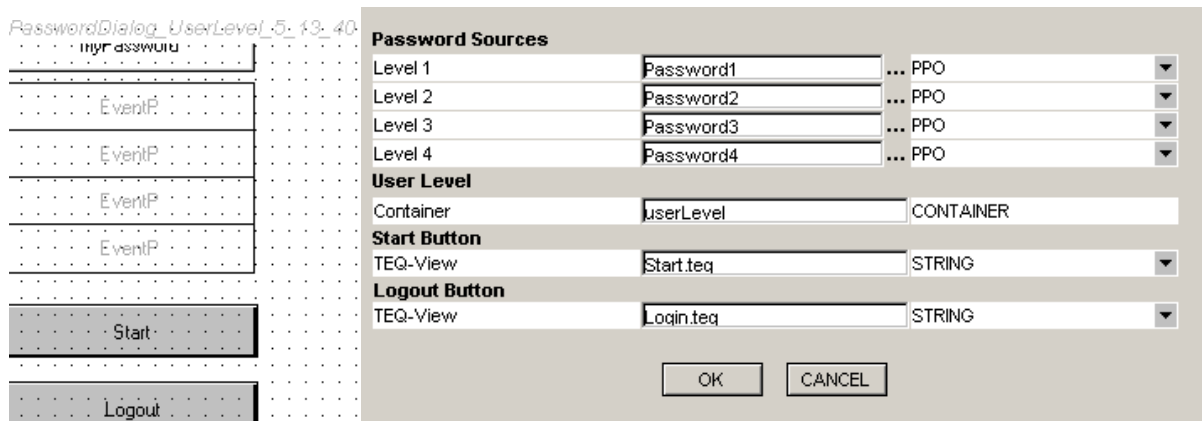 PasswordDialog_UserLevel_5_13_40
myPassword
EventP
EventP
EventP
EventP
Start
Logout
Password Sources
Level 1 Password1 ... PPO
Level 2 Password2 ... PPO
Level 3 Password3 ... PPO
Level 4 Password4 ... PPO
User Level
Container userLevel CONTAINER
Start Button
TEQ-View Start.teq STRING
Logout Button
TEQ-View Login.teq STRING
OK CANCEL